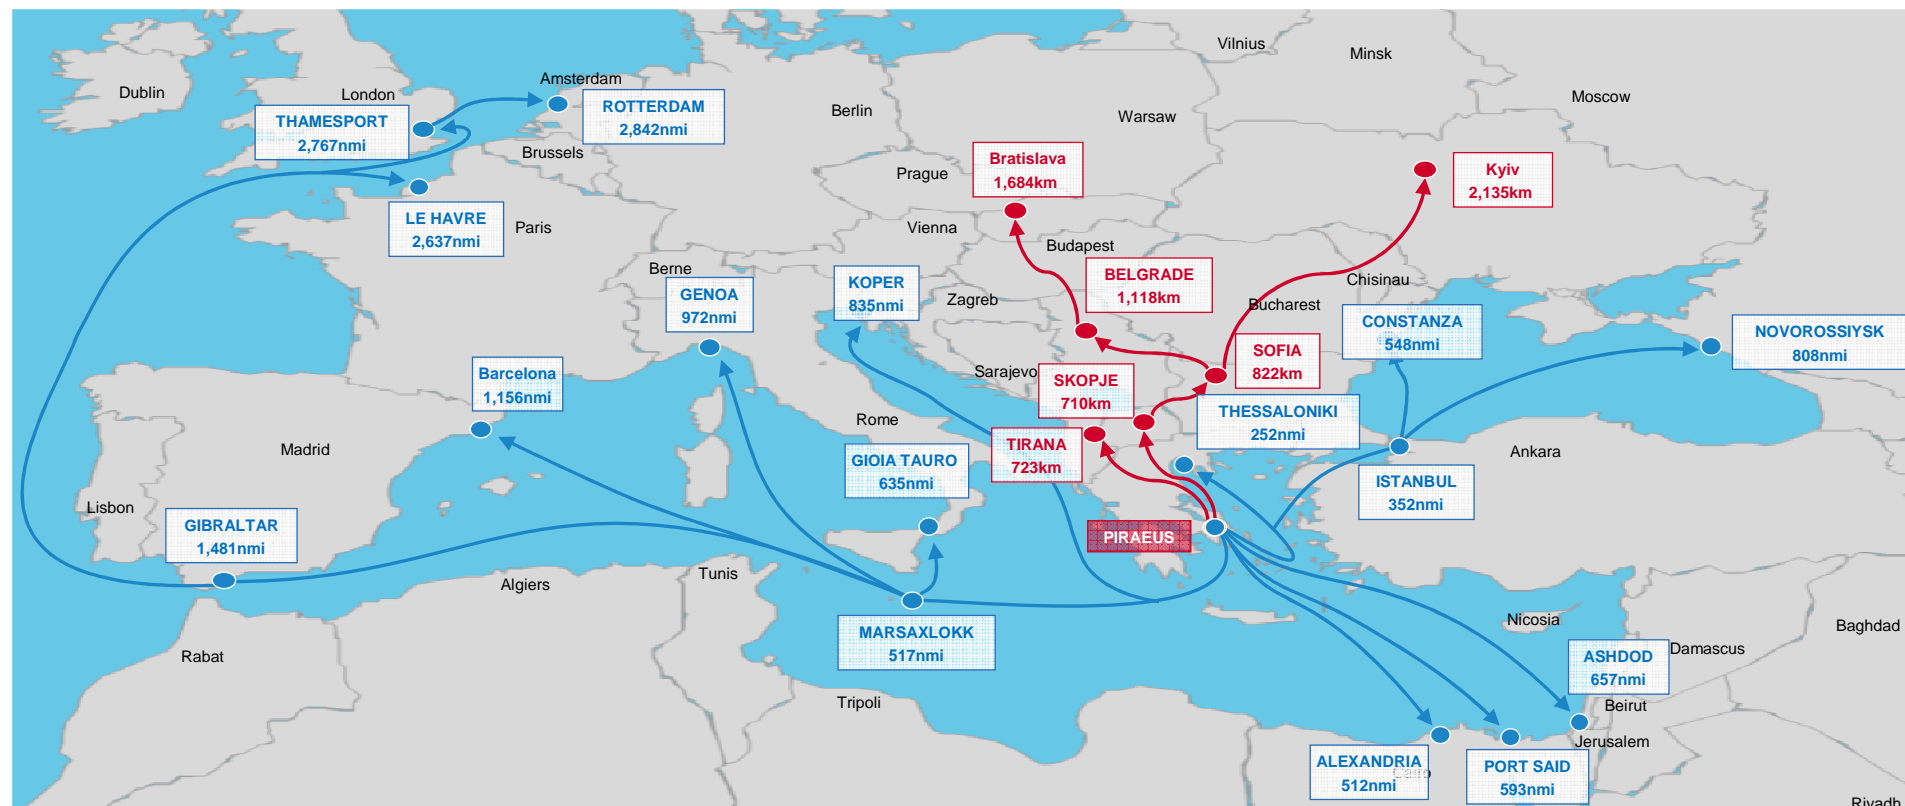 Vilnius
Minsk
Dublin
London
Amsterdam
Moscow
THAMESPORT
2,767nmi
ROTTERDAM
2,842nmi
Berlin
Warsaw
Brussels
Prague
Bratislava
1,684km
Kyiv
2,135km
LE HAVRE
2,637nmi
Paris
Vienna
Budapest
Berne
GENOA
972nmi
KOPER
835nmi
Zagreb
BELGRADE
1,118km
Chisinau
Bucharest
CONSTANZA
548nmi
NOVOROSSIYSK
808nmi
Barcelona
1,156nmi
Sarajevo
SKOPJE
710km
SOFIA
822km
Rome
THESSALONIKI
252nmi
Madrid
TIRANA
723km
Ankara
GIOIA TAURO
635nmi
ISTANBUL
352nmi
Lisbon
GIBRALTAR
1,481nmi
PIRAEUS
Algiers
Tunis
Nicosia
Baghdad
Rabat
MARSAXLOKK
517nmi
Damascus
ASHDOD
657nmi
Tripoli
Beirut
Jerusalem
ALEXANDRIA
512nmi
Cairo
PORT SAID
593nmi
Riyadh